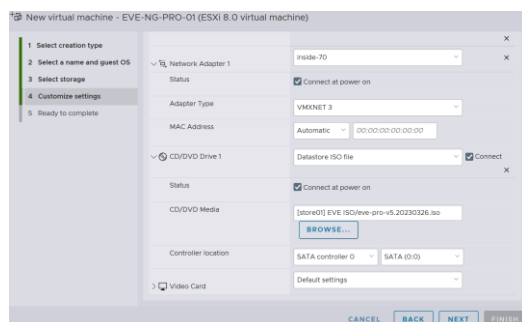 New virtual machine - EVE-NG-PRO-01 (ESXi 8.0 virtual machine)
1 Select creation type
2 Select a name and guest OS
3 Select storage
4 Customize settings
5 Ready to complete
Network Adapter 1
inside-70
Status
Connect at power on
Adapter Type
VMXNET 3
MAC Address
Automatic
00:00:00:00:00:00
CD/DVD Drive 1
Datastore ISO file
Connect
Status
Connect at power on
CD/DVD Media
[store01] EVE ISO/eve-pro-v5.20230326.iso
BROWSE...
Controller location
SATA controller 0
SATA (0:0)
Video Card
Default settings
CANCEL
BACK
NEXT
FINISH